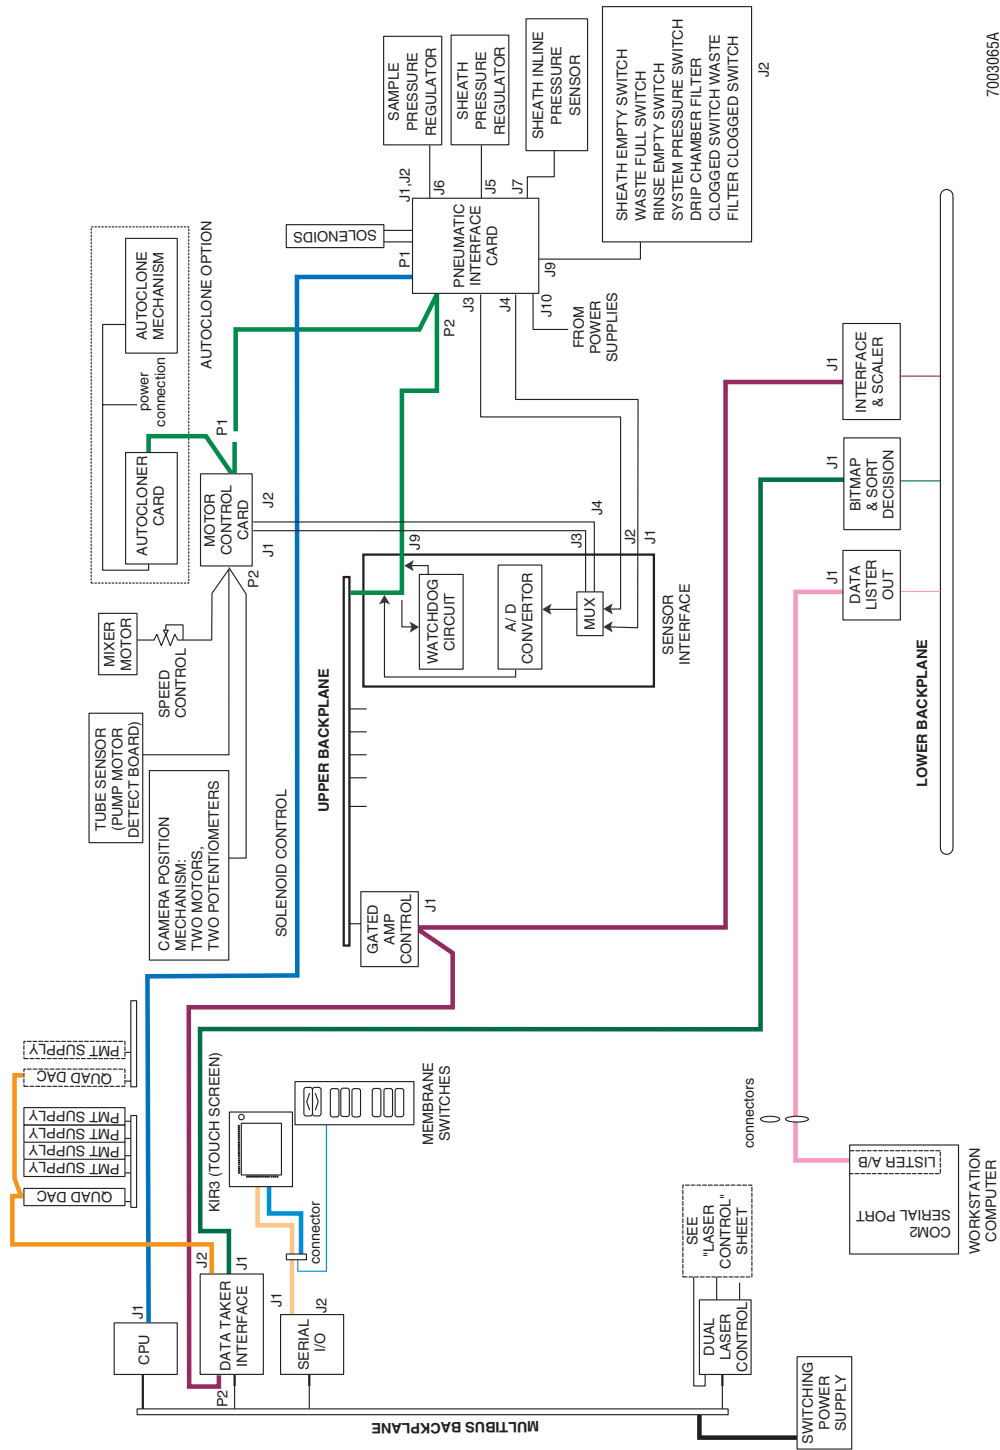 CPU
J1
DATA TAKER
INTERFACE
J2
J1
P2
SERIAL
I/O
J1
J2
MULTIBUS BACKPLANE
SWITCHING
POWER
SUPPLY
DUAL
LASER
CONTROL
SEE
"LASER
CONTROL"
SHEET
QUAD DAC
PMT SUPPLY
PMT SUPPLY
PMT SUPPLY
PMT SUPPLY
QUAD DAC
PMT SUPPLY
KIR3 (TOUCH SCREEN)
connector
MEMBRANE
SWITCHES
WORKSTATION
COMPUTER
COM2
SERIAL PORT
LISTER A/B
connectors
CAMERA POSITION
MECHANISM:
TWO MOTORS,
TWO POTENTIOMETERS
TUBE SENSOR
(PUMP MOTOR
DETECT BOARD)
MIXER
MOTOR
SPEED
CONTROL
SOLENOID CONTROL
UPPER BACKPLANE
GATED
AMP
CONTROL
J1
MOTOR
CONTROL
CARD
P2
J1
J2
P1
AUTOCLONER
CARD
power
connection
AUTOCLONE
MECHANISM
AUTOCLONE OPTION
WATCHDOG
CIRCUIT
J9
A/D
CONVERTOR
MUX
J3
J4
J2
J1
SENSOR
INTERFACE
SOLENOIDS
PNEUMATIC
INTERFACE
CARD
P1
J1,J2
J6
J5
J7
P2
J3
J4
J10
J9
FROM
POWER
SUPPLIES
SAMPLE
PRESSURE
REGULATOR
SHEATH
PRESSURE
REGULATOR
SHEATH INLINE
PRESSURE
SENSOR
SHEATH EMPTY SWITCH
WASTE FULL SWITCH
RINSE EMPTY SWITCH
SYSTEM PRESSURE SWITCH
DRIP CHAMBER FILTER
CLOGGED SWITCH WASTE
FILTER CLOGGED SWITCH
J2
DATA
LISTER
OUT
J1
BITMAP
& SORT
DECISION
J1
INTERFACE
& SCALER
J1
LOWER BACKPLANE
7003065A